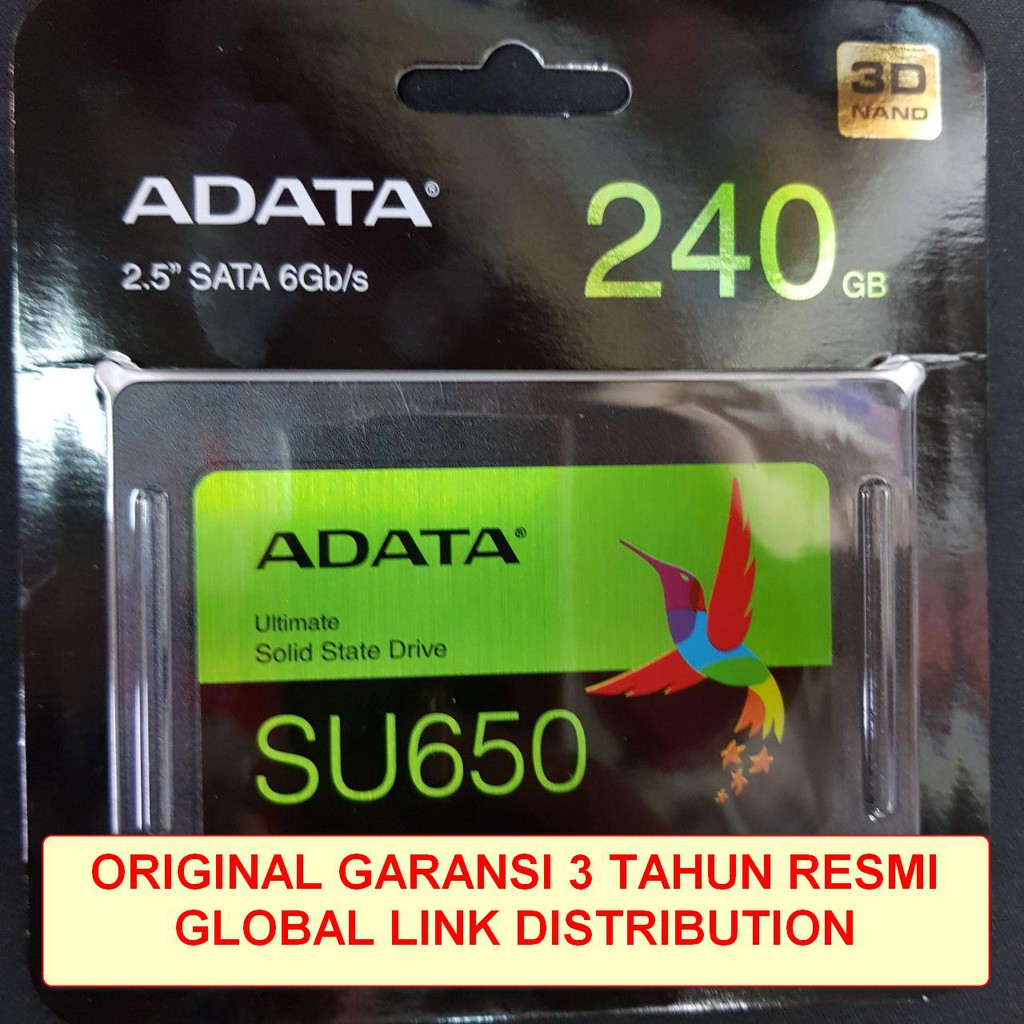 3D
NAND
ADATA®
240 GB
2.5” SATA 6Gb/s
ADATA®
Ultimate
Solid State Drive
SU650
ORIGINAL GARANSI 3 TAHUN RESMI
GLOBAL LINK DISTRIBUTION